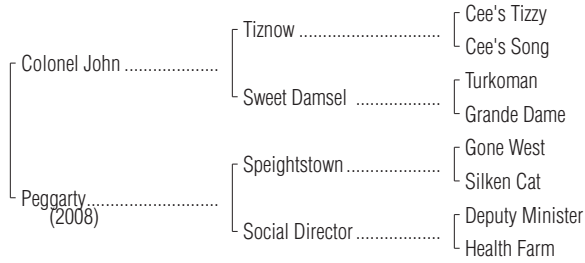 Cee's Tizzy
Tiznow ..............................
Cee's Song
Colonel John ....................
Turkoman
Sweet Damsel ..................
Grande Dame
Gone West
Speightstown ....................
Silken Cat
Peggarty............................
(2008)
Deputy Minister
Social Director ..................
Health Farm